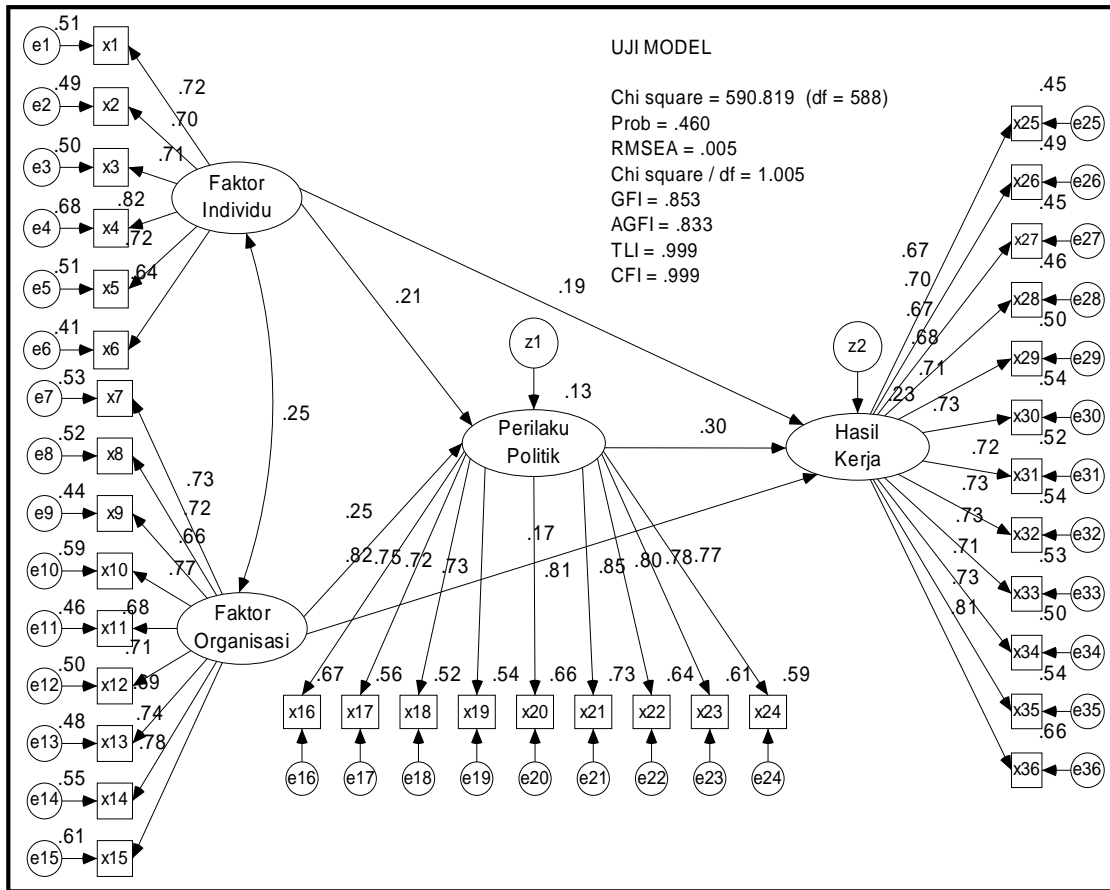 UJI MODEL
Chi square = 590.819 (df = 588)
Prob = .460
RMSEA = .005
Chi square / df = 1.005
GFI = .853
AGFI = .833
TLI = .999
CFI = .999
.51
e1 x1
.49
e2 x2
.50
e3 x3
.68
e4 x4
.51
e5 x5
.41
e6 x6
.53
e7 x7
.52
e8 x8
.44
e9 x9
.59
e10 x10
.46
e11 x11
.50
e12 x12
.48
e13 x13
.55
e14 x14
.61
e15 x15
.72
.70
.71
.82
.72
.64
Faktor
Individu
.25
.73
.72
.66
.77
.68
.71
.69
.74
.78
Faktor
Organisasi
.21
.19
z1
.13
Perilaku
Politik
.30
.25
.17
z2
.23
Hasil
Kerja
.82 .75 .72 .73 .81 .85 .80 .78 .77
.67 .56 .52 .54 .66 .73 .64 .61 .59
x16 x17 x18 x19 x20 x21 x22 x23 x24
e16 e17 e18 e19 e20 e21 e22 e23 e24
.67
.70
.67
.68
.71
.73
.72
.73
.73
.71
.73
.81
.45
x25 e25
.49
x26 e26
.45
x27 e27
.46
x28 e28
.50
x29 e29
.54
x30 e30
.52
x31 e31
.54
x32 e32
.53
x33 e33
.50
x34 e34
.54
x35 e35
.66
x36 e36